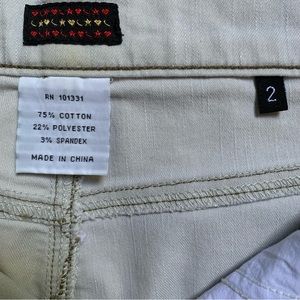 RN 101331
75% COTTON
22% POLYESTER
3% SPANDEX
MADE IN CHINA
2